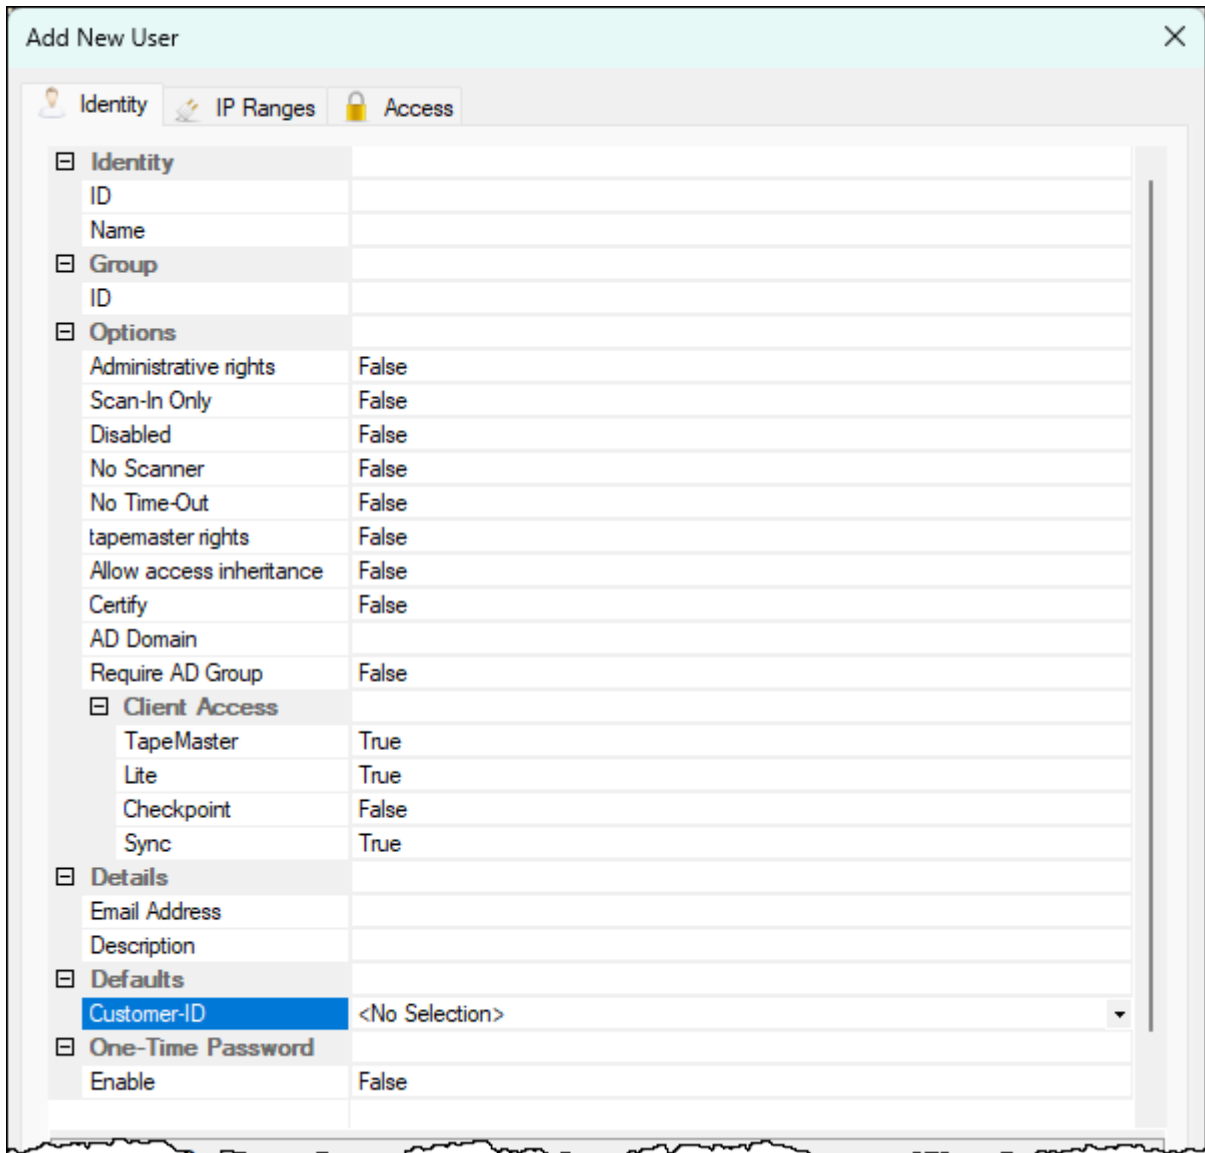 Add New User
Identity IP Ranges Access
Identity
ID
Name
Group
ID
Options
Administrative rights False
Scan-In Only False
Disabled False
No Scanner False
No Time-Out False
tapemaster rights False
Allow access inheritance False
Certify False
AD Domain
Require AD Group False
Client Access
TapeMaster True
Lite True
Checkpoint False
Sync True
Details
Email Address
Description
Defaults
Customer-ID <No Selection>
One-Time Password
Enable False